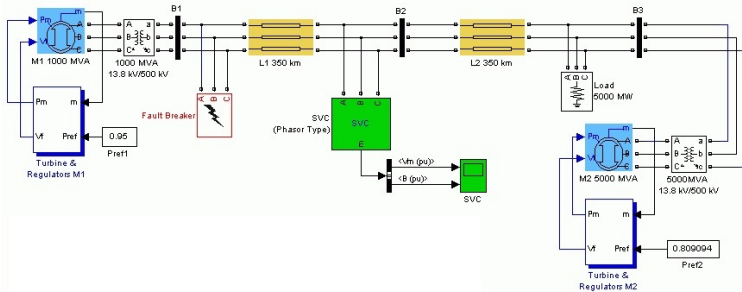 B1
B2
B3
m
Pm
Vf
A
B
C
a
b
c
M1 1000 MVA
1000 MVA
13.8 kV/500 kV
L1 350 km
L2 350 km
A B C
Fault Breaker
A B C
SVC
E
SVC
(Phasor Type)
A B C
Load
5000 MW
Pm
m
Vf
Pref
0.95
Pref1
Turbine &
Regulators M1
<Vm (pu)>
<B (pu)>
SVC
m
Pm
Vf
A
B
C
a
b
c
M2 5000 MVA
5000MVA
13.8 kV/500 kV
Pm
m
Vf
Pref
0.809094
Pref2
Turbine &
Regulators M2